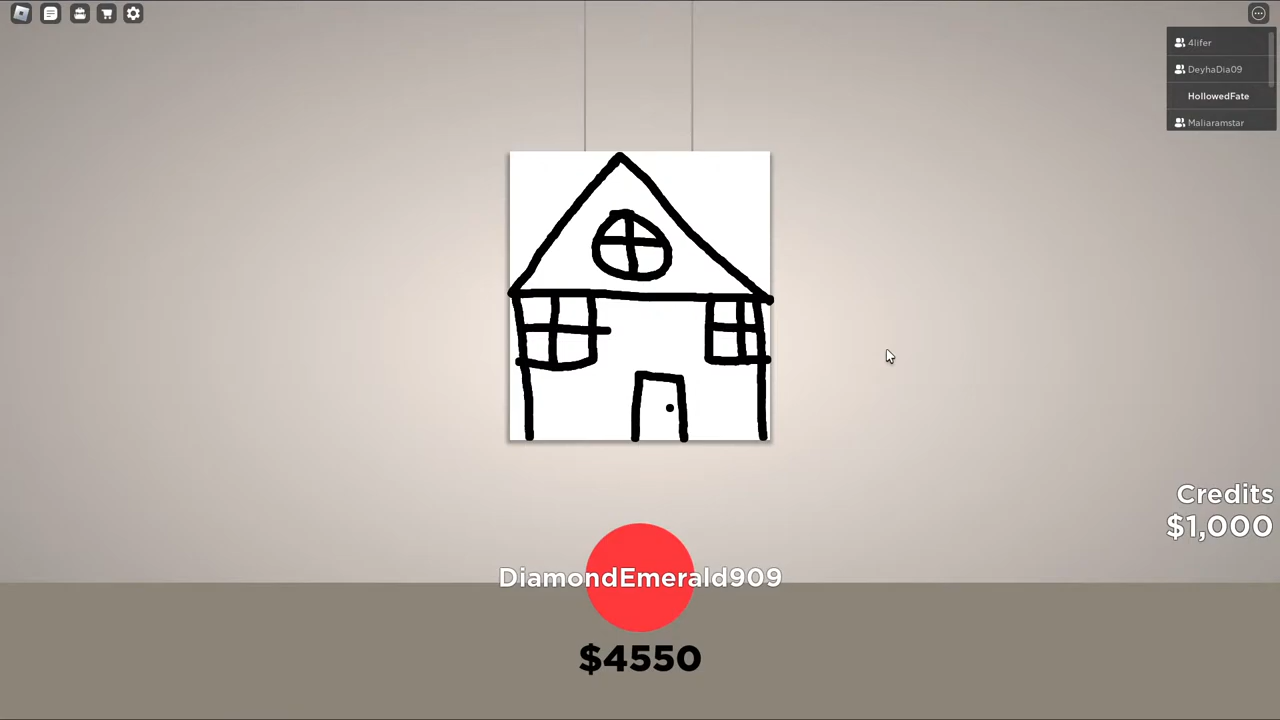 4lifer
DeyhaDia09
HollowedFate
Maliaramstar
Credits
$1,000
DiamondEmerald909
$4550